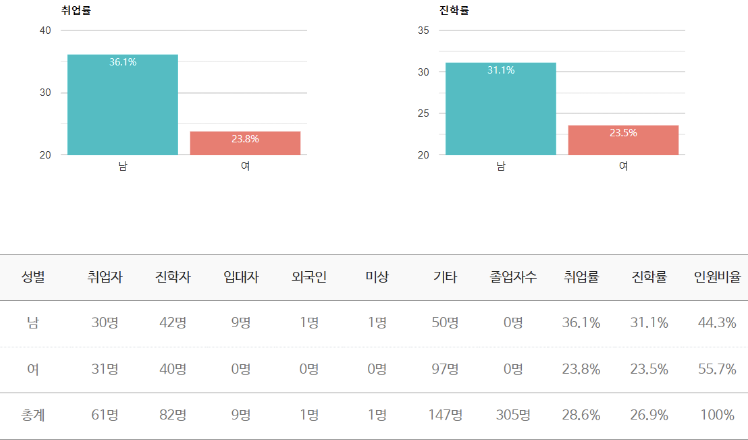 취업률
진학률
40
30
20
36.1%
23.8%
남 여
35
30
25
20
31.1%
23.5%
남 여
성별 취업자 진학자 입대자 외국인 미상 기타 졸업자수 취업률 진학률 인원비율
남 30명 42명 9명 1명 1명 50명 0명 36.1% 31.1% 44.3%
여 31명 40명 0명 0명 0명 97명 0명 23.8% 23.5% 55.7%
총계 61명 82명 9명 1명 1명 147명 305명 28.6% 26.9% 100%